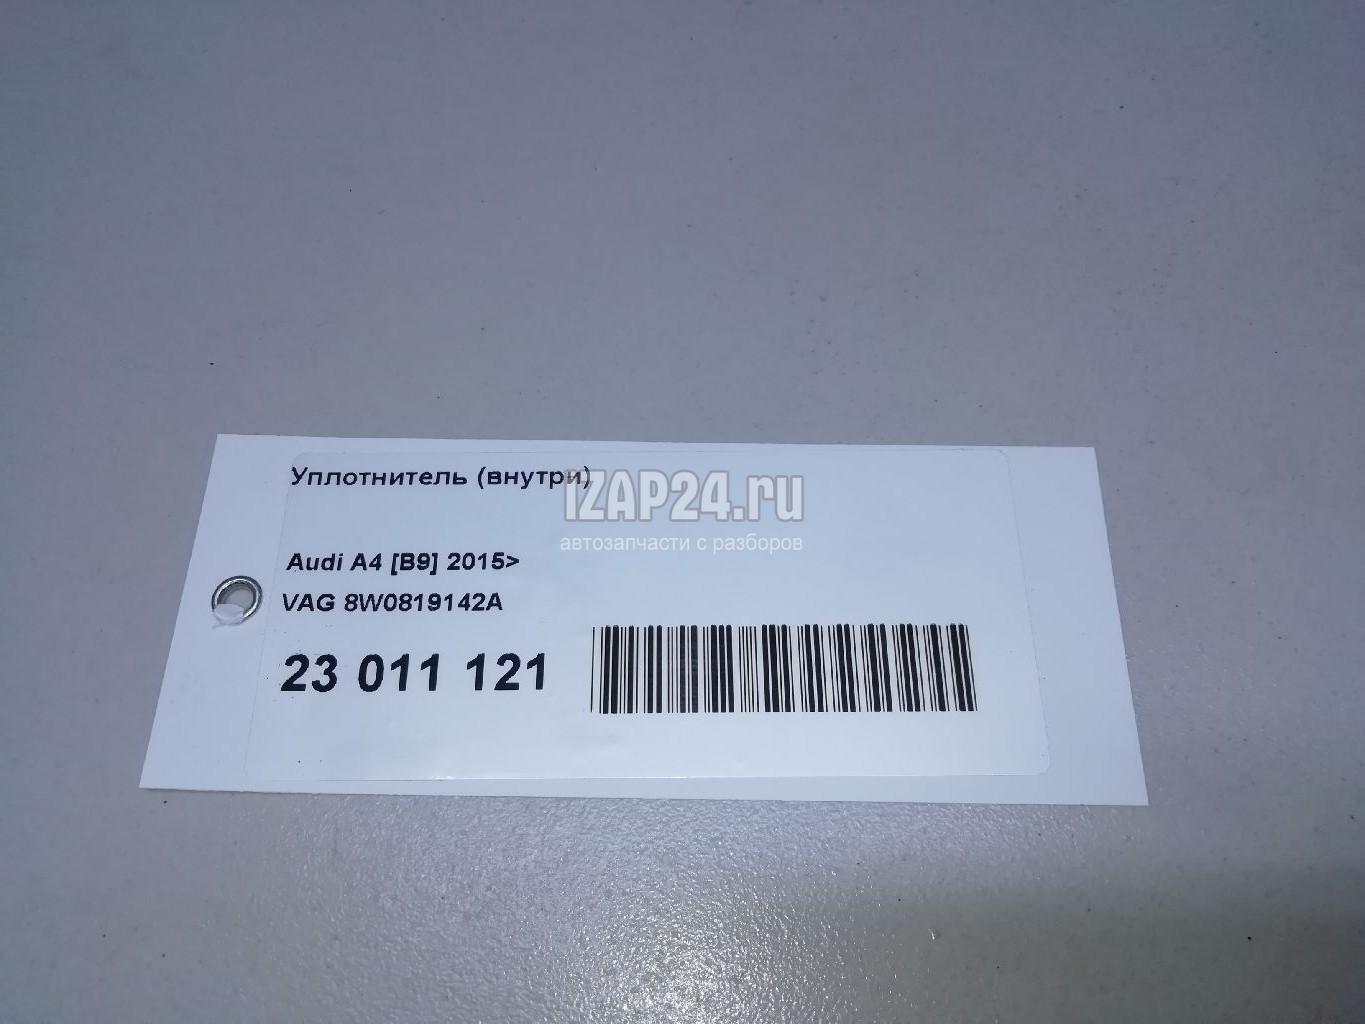 Уплотнитель (внутри)
iZAP24.ru
автозапчасти с разборов
Audi A4 [B9] 2015>
VAG 8W0819142A
23 011 121